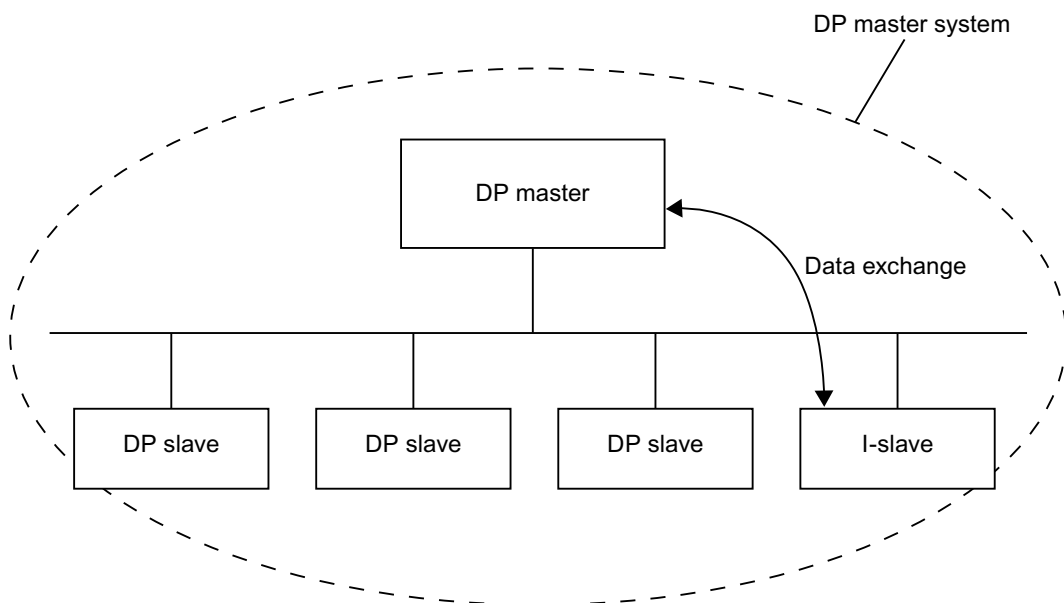 DP master system
DP master
Data exchange
DP slave
DP slave
DP slave
I-slave